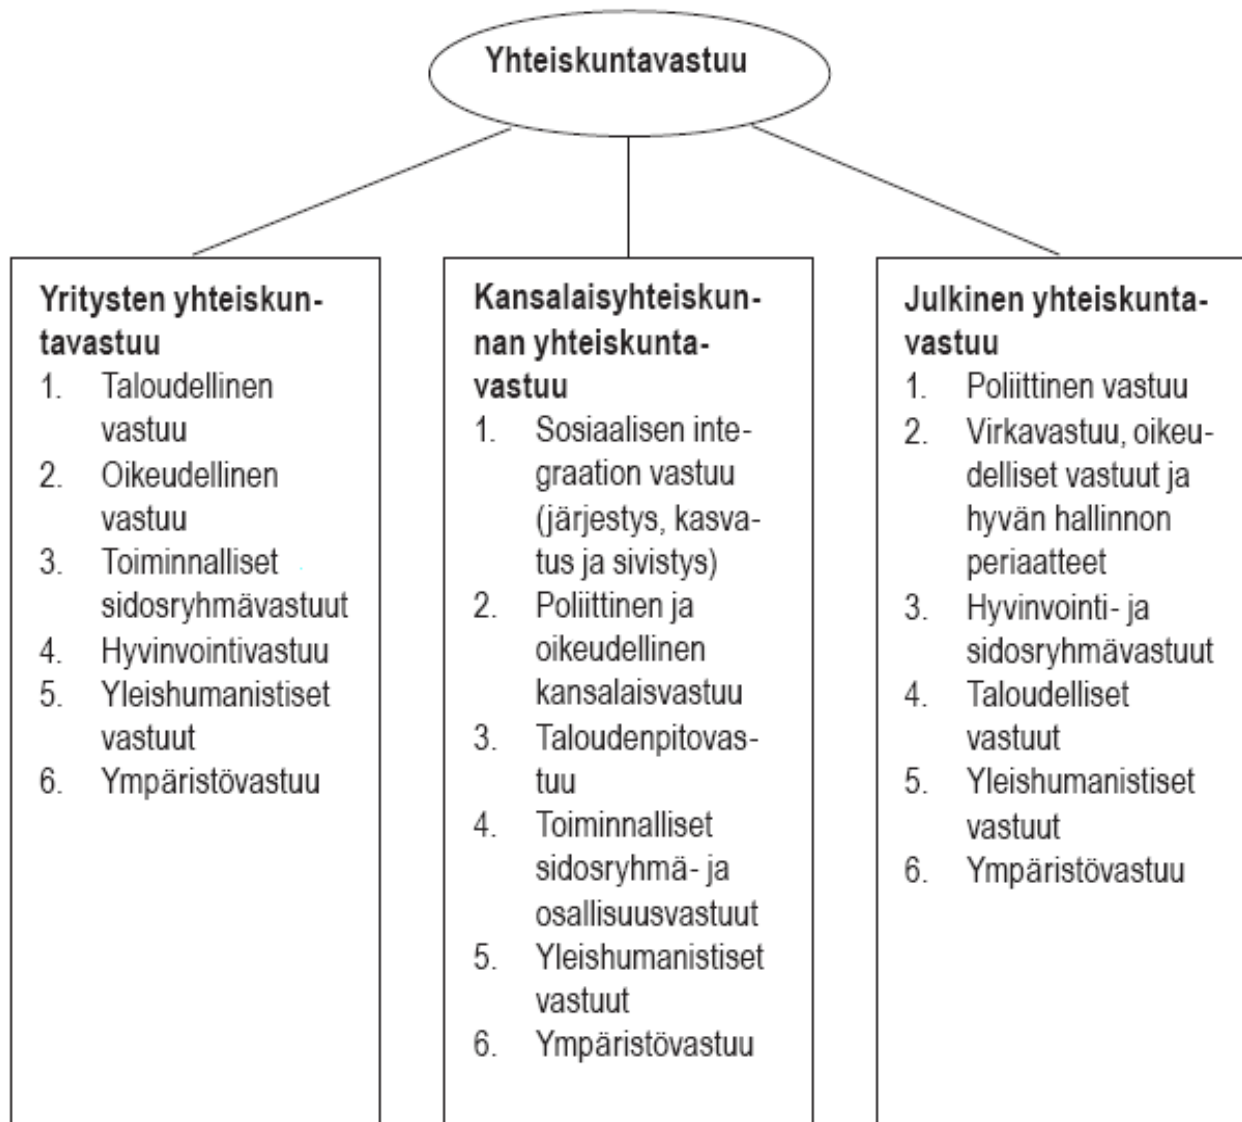 Yhteiskuntavastuu
Yritysten yhteiskun-
tavastuu
1. Taloudellinen
vastuu
2. Oikeudellinen
vastuu
3. Toiminnalliset
sidosryhmävastuut
4. Hyvinvointivastuu
5. Yleishumanistiset
vastuut
6. Ympäristövastuu
Kansalaisyhteiskun-
nan yhteiskunta-
vastuu
1. Sosiaalisen inte-
graation vastuu
(järjestys, kasva-
tus ja sivistys)
2. Poliittinen ja
oikeudellinen
kansalaisvastuu
3. Taloudenpitovas-
tuu
4. Toiminnalliset
sidosryhmä- ja
osallisuusvastuut
5. Yleishumanistiset
vastuut
6. Ympäristövastuu
Julkinen yhteiskunta-
vastuu
1. Poliittinen vastuu
2. Virkavastuu, oikeu-
delliset vastuut ja
hyvän hallinnon
periaatteet
3. Hyvinvointi- ja
sidosryhmävastuut
4. Taloudelliset
vastuut
5. Yleishumanistiset
vastuut
6. Ympäristövastuu